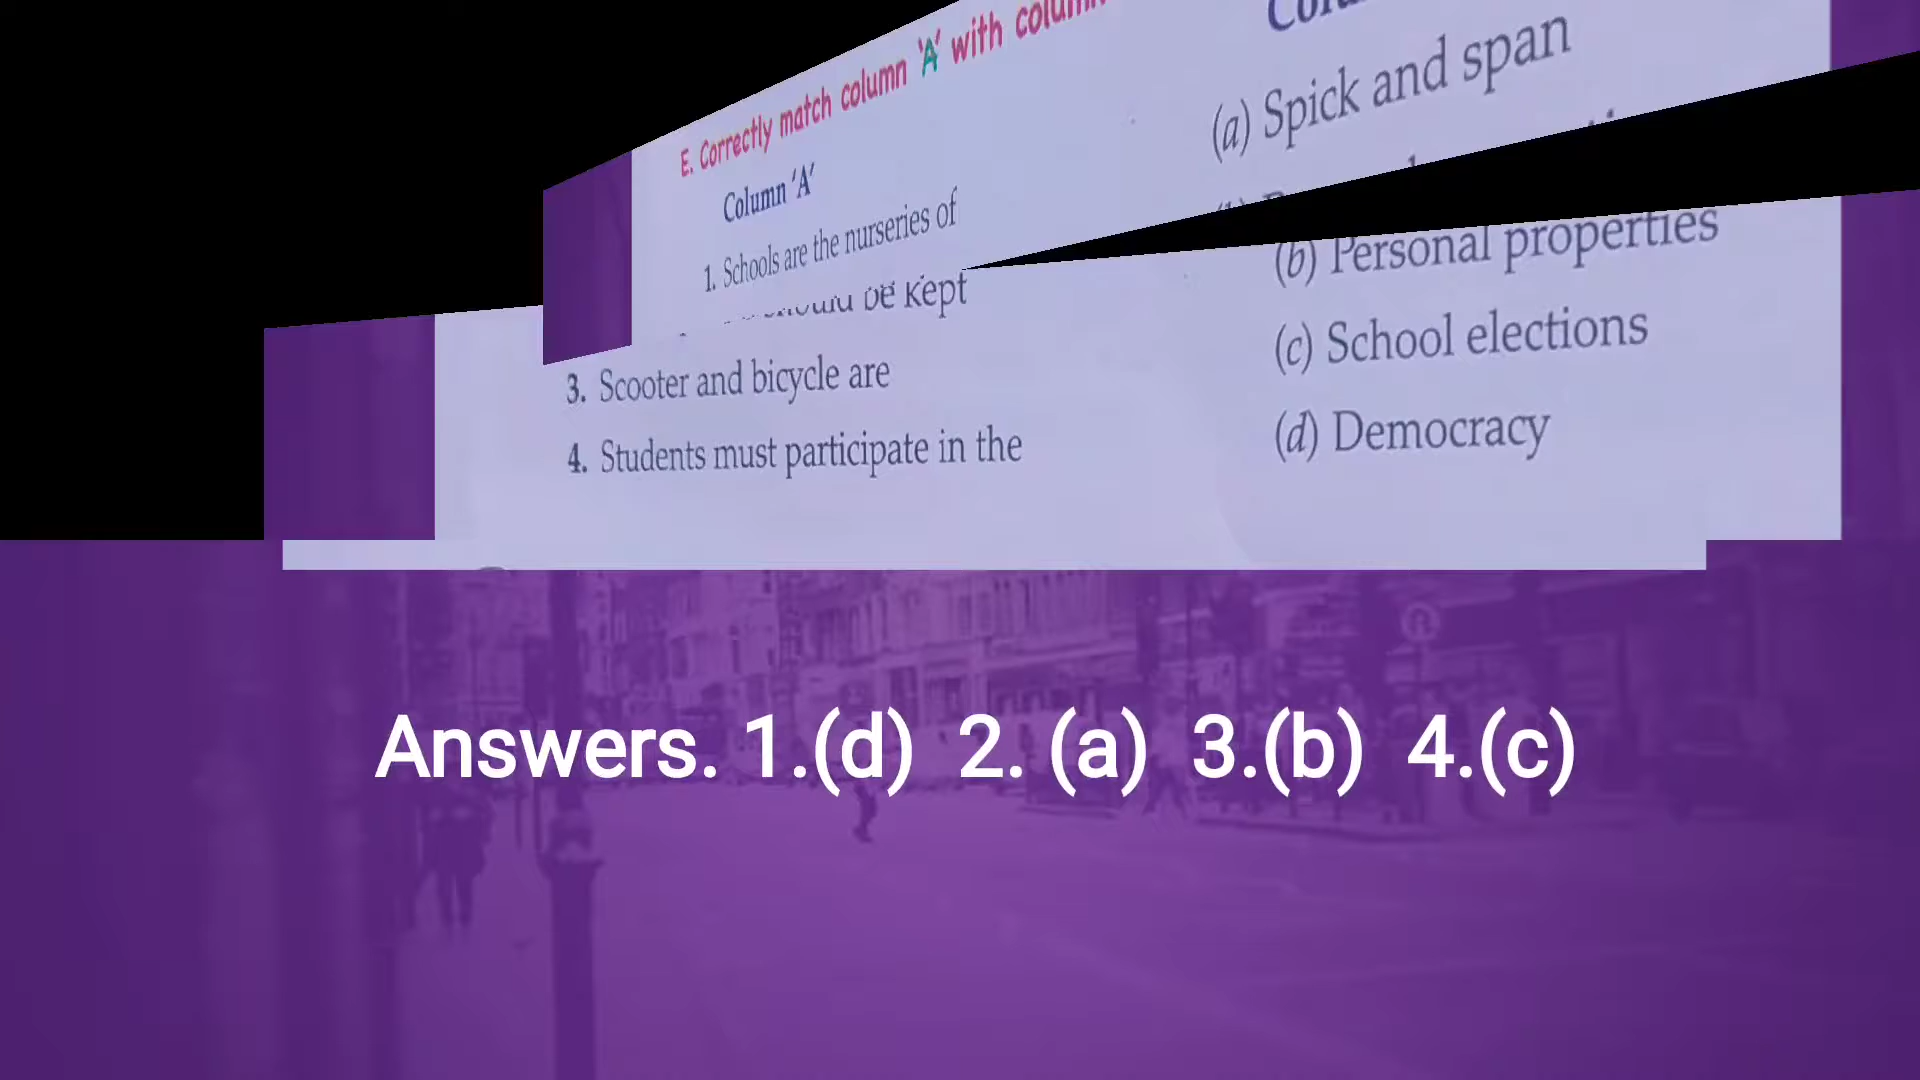 E. Correctly match column 'A' with
Column 'A'
(a) Spick and span
1. Schools are the nurseries of
be kept
(b) Personal properties
3. Scooter and bicycle are
(c) School elections
4. Students must participate in the
(d) Democracy
Answers. 1.(d) 2. (a) 3.(b) 4.(c)